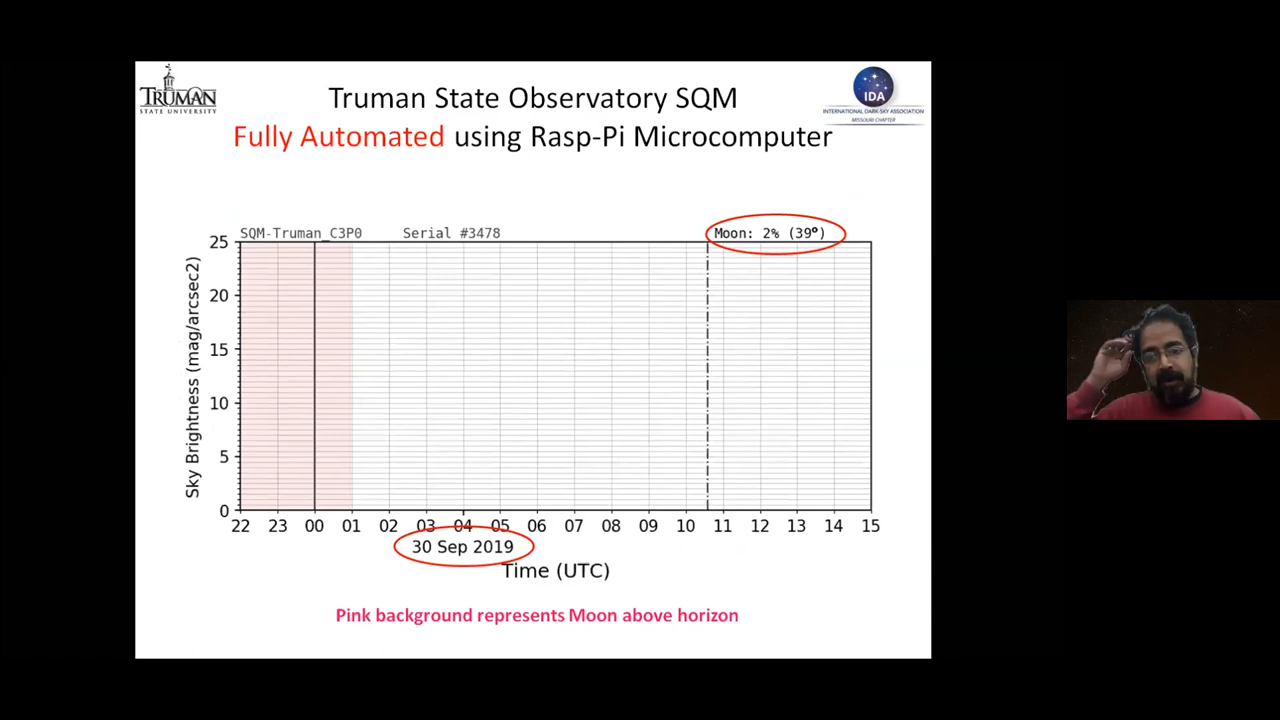 TRUMAN
STATE UNIVERSITY
Truman State Observatory SQM
Fully Automated using Rasp-Pi Microcomputer
IDA
INTERNATIONAL DARK-SKY ASSOCIATION
MISSOURI CHAPTER
SQM-Truman_C3P0 Serial #3478 Moon: 2% (39°)
Sky Brightness (mag/arcsec2)
25
20
15
10
5
0
22 23 00 01 02 03 04 05 06 07 08 09 10 11 12 13 14 15
30 Sep 2019
Time (UTC)
Pink background represents Moon above horizon